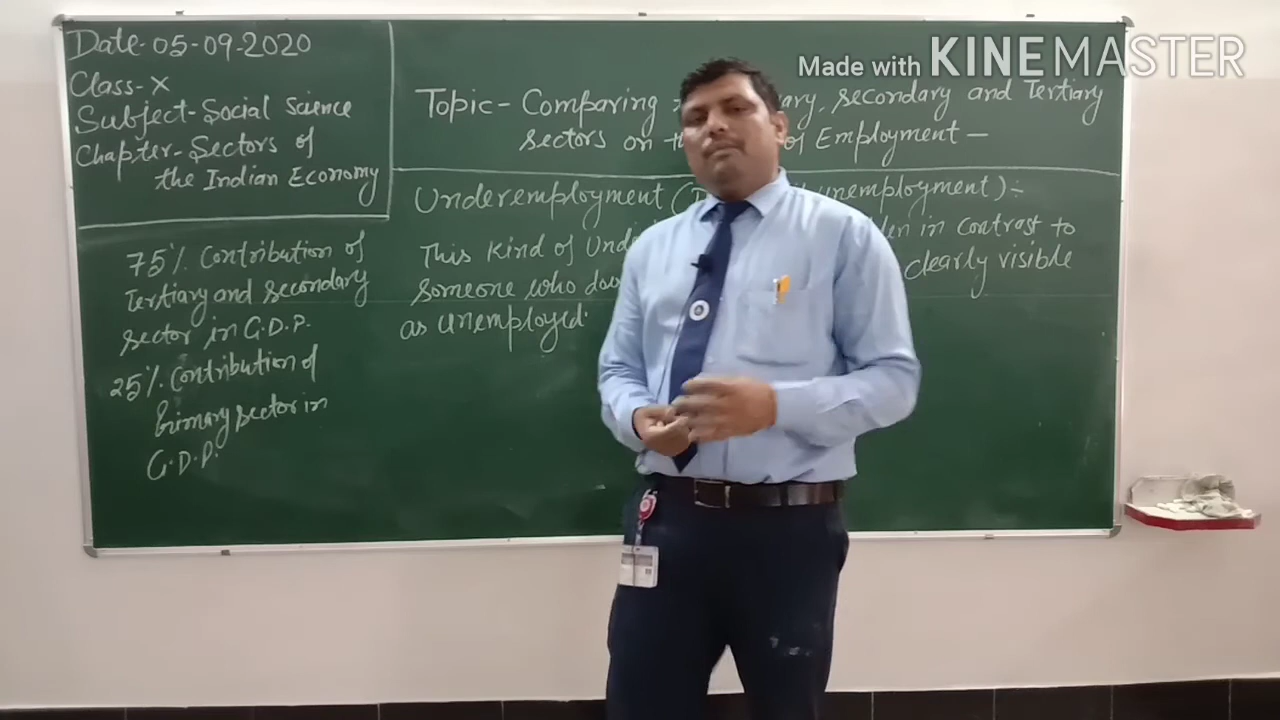 Made with KINEMASTER
Date-05-09-2020
Class-X
Subject-Social Science
Chapter-Sectors of
the Indian Economy
Topic- Comparing
secondary and Tertiary
sectors on
of Employment-
Underemployment (
unemployment):-
This Kind of
in contrast to
someone who
clearly visible
as unemployed.
75% Contribution of
Tertiary and secondary
sector in G.D.P.
25% Contribution of
primary sector in
G.D.P.